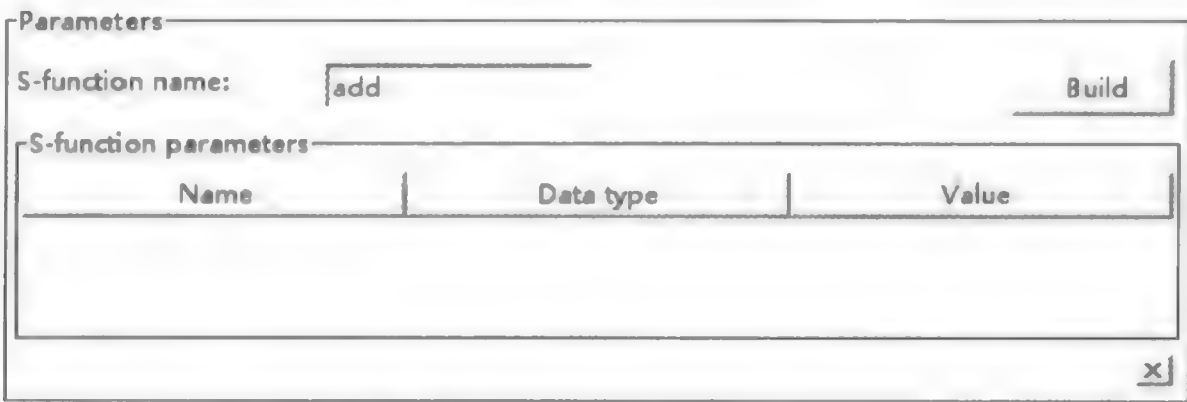 Parameters
S-function name: add Build
S-function parameters
Name Data type Value
x